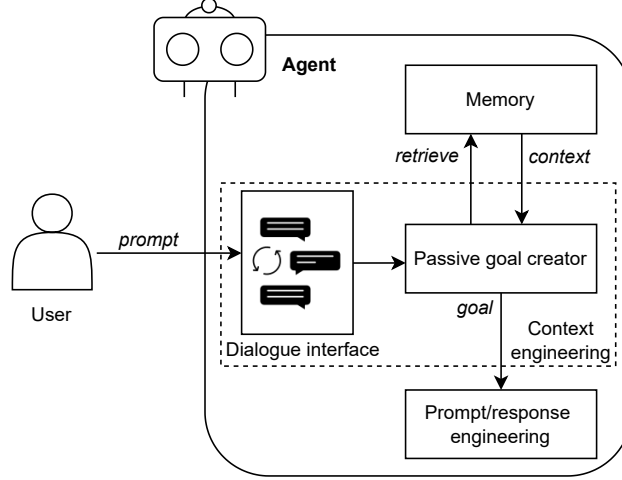 Agent
Memory
retrieve
context
prompt
Passive goal creator
User
goal
Dialogue interface
Context
engineering
Prompt/response
engineering